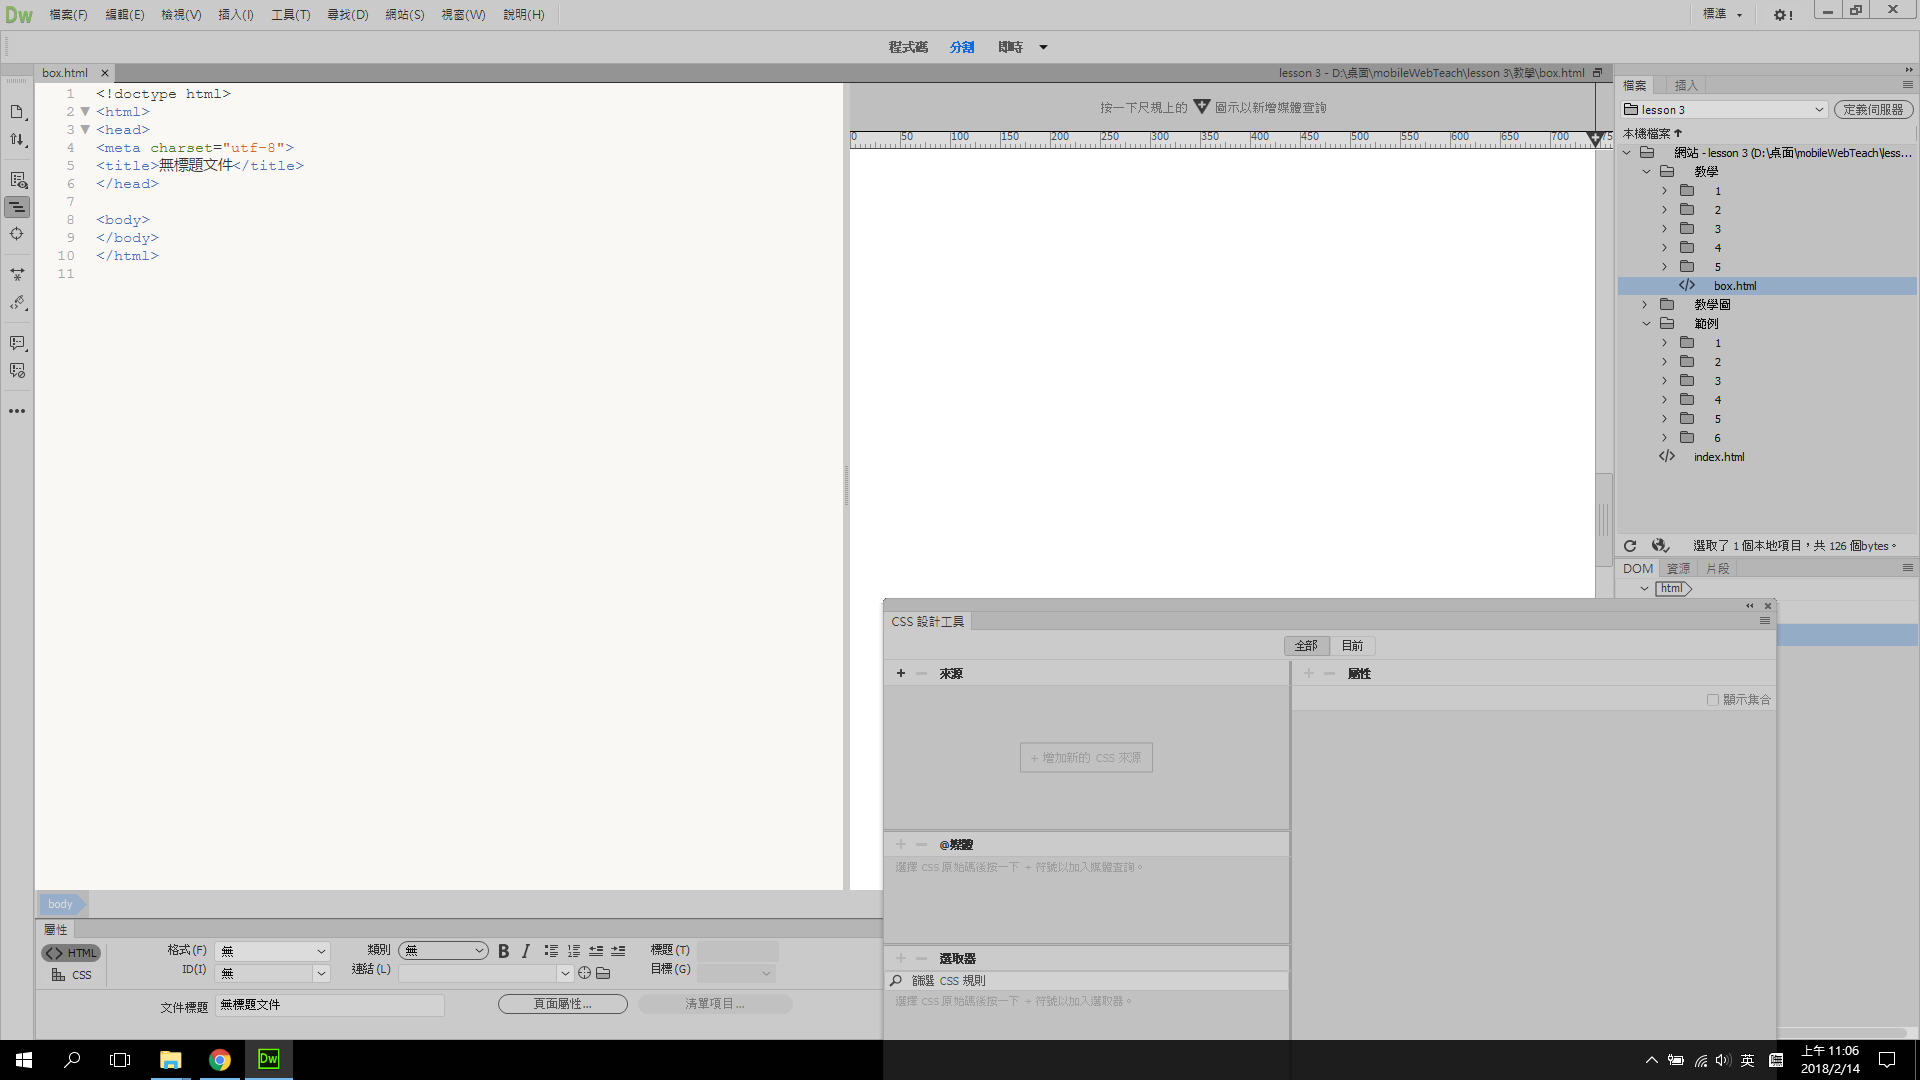 Dw 檔案(F) 編輯(E) 檢視(V) 插入(I) 工具(T) 尋找(D) 網站(S) 視窗(W) 說明(H) 標準
程式碼 分割 即時
box.html × lesson 3 - D:\桌面\mobileWebTeach\lesson 3\教學\box.html
1 <!doctype html>
2 <html>
3 <head>
4 <meta charset="utf-8">
5 <title>無標題文件</title>
6 </head>
7
8 <body>
9 </body>
10 </html>
11
按一下尺規上的 圖示以新增媒體查詢
0 50 100 150 200 250 300 350 400 450 500 550 600 650 700 75
檔案 插入
lesson 3 定義伺服器
本機檔案
網站 - lesson 3 (D:\桌面\mobileWebTeach\less...
教學
1
2
3
4
5
box.html
教學圖
範例
1
2
3
4
5
6
index.html
選取了 1 個本地項目，共 126 個bytes。
DOM 資源 片段
html
CSS 設計工具
全部 目前
+ − 來源
+ 增加新的 CSS 來源
+ − @媒體
選擇 CSS 原始碼後按一下 + 符號以加入媒體查詢。
+ − 選取器
篩選 CSS 規則
選擇 CSS 原始碼後按一下 + 符號以加入選取器。
+ − 屬性
顯示集合
body
屬性
<> HTML 格式(F) 無 類別 無 B I 標題(T)
CSS ID(I) 無 連結(L) 目標(G)
文件標題 無標題文件 頁面屬性... 清單項目...
Dw 英 上午 11:06
2018/2/14